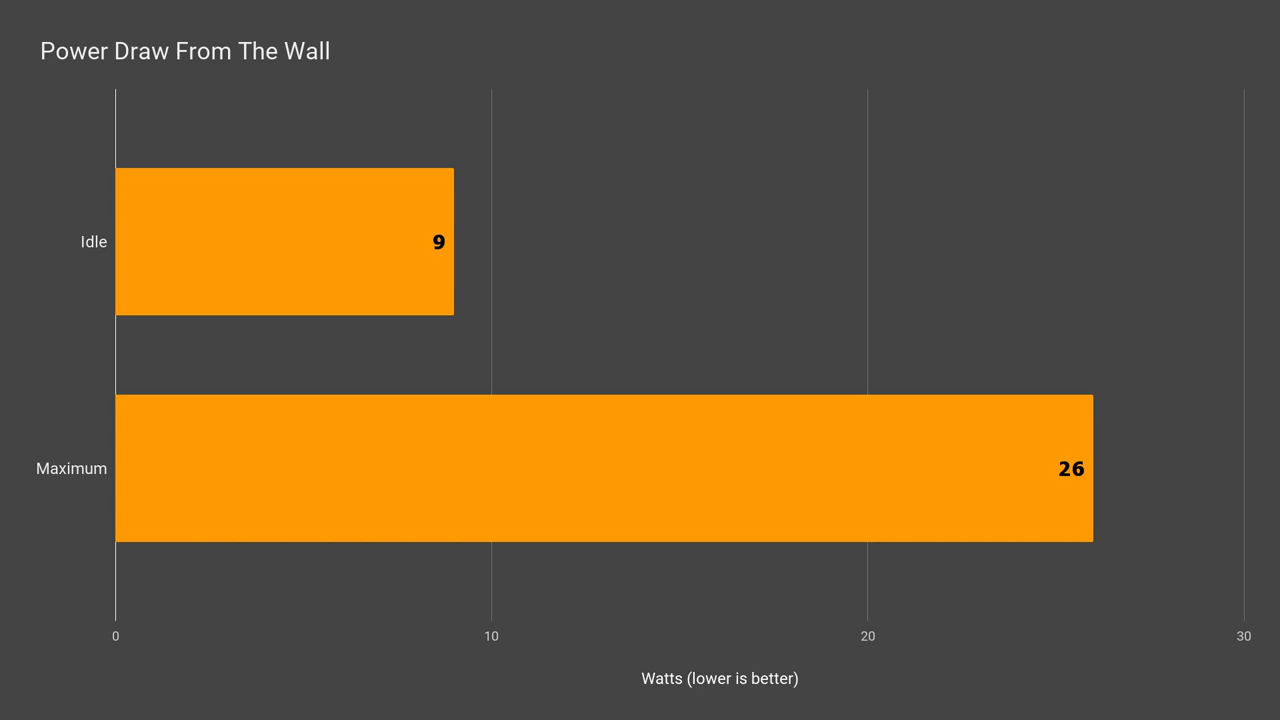 Power Draw From The Wall
Idle
9
Maximum
26
0 10 20 30
Watts (lower is better)